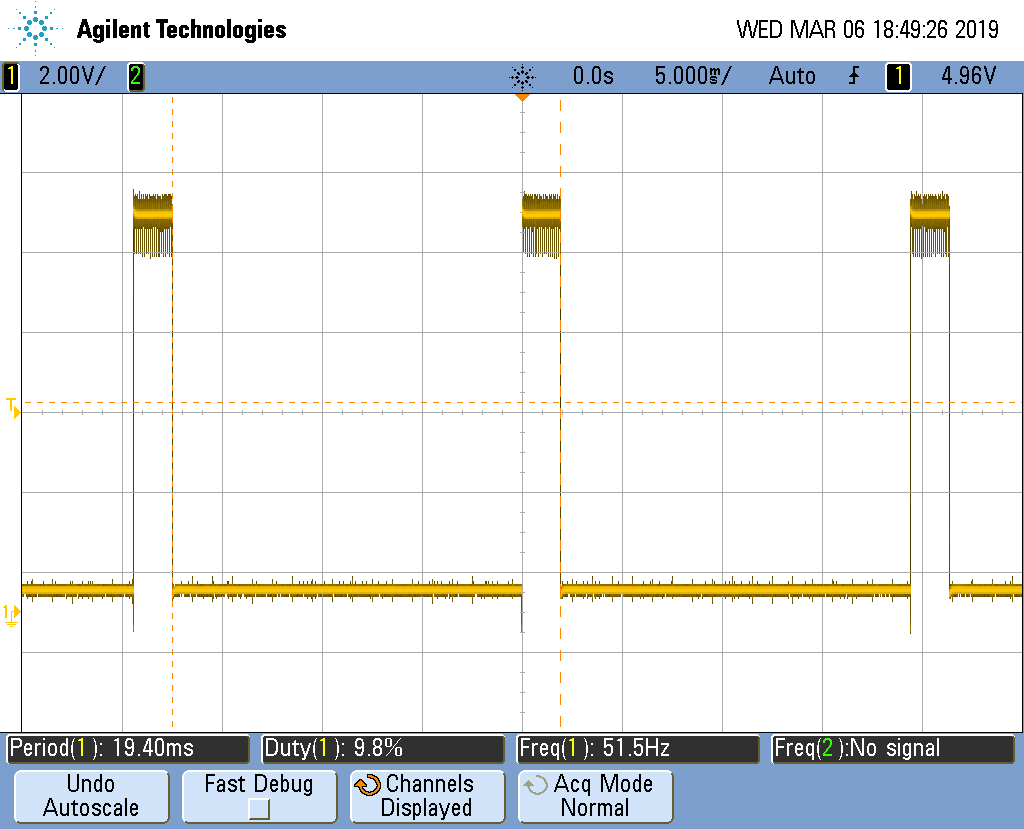 Agilent Technologies
WED MAR 06 18:49:26 2019
1 2.00V/ 2 0.0s 5.000ms/ Auto 1 4.96V
T
1
Period(1): 19.40ms Duty(1): 9.8% Freq(1): 51.5Hz Freq(2):No signal
Undo Autoscale
Fast Debug
Channels Displayed
Acq Mode Normal